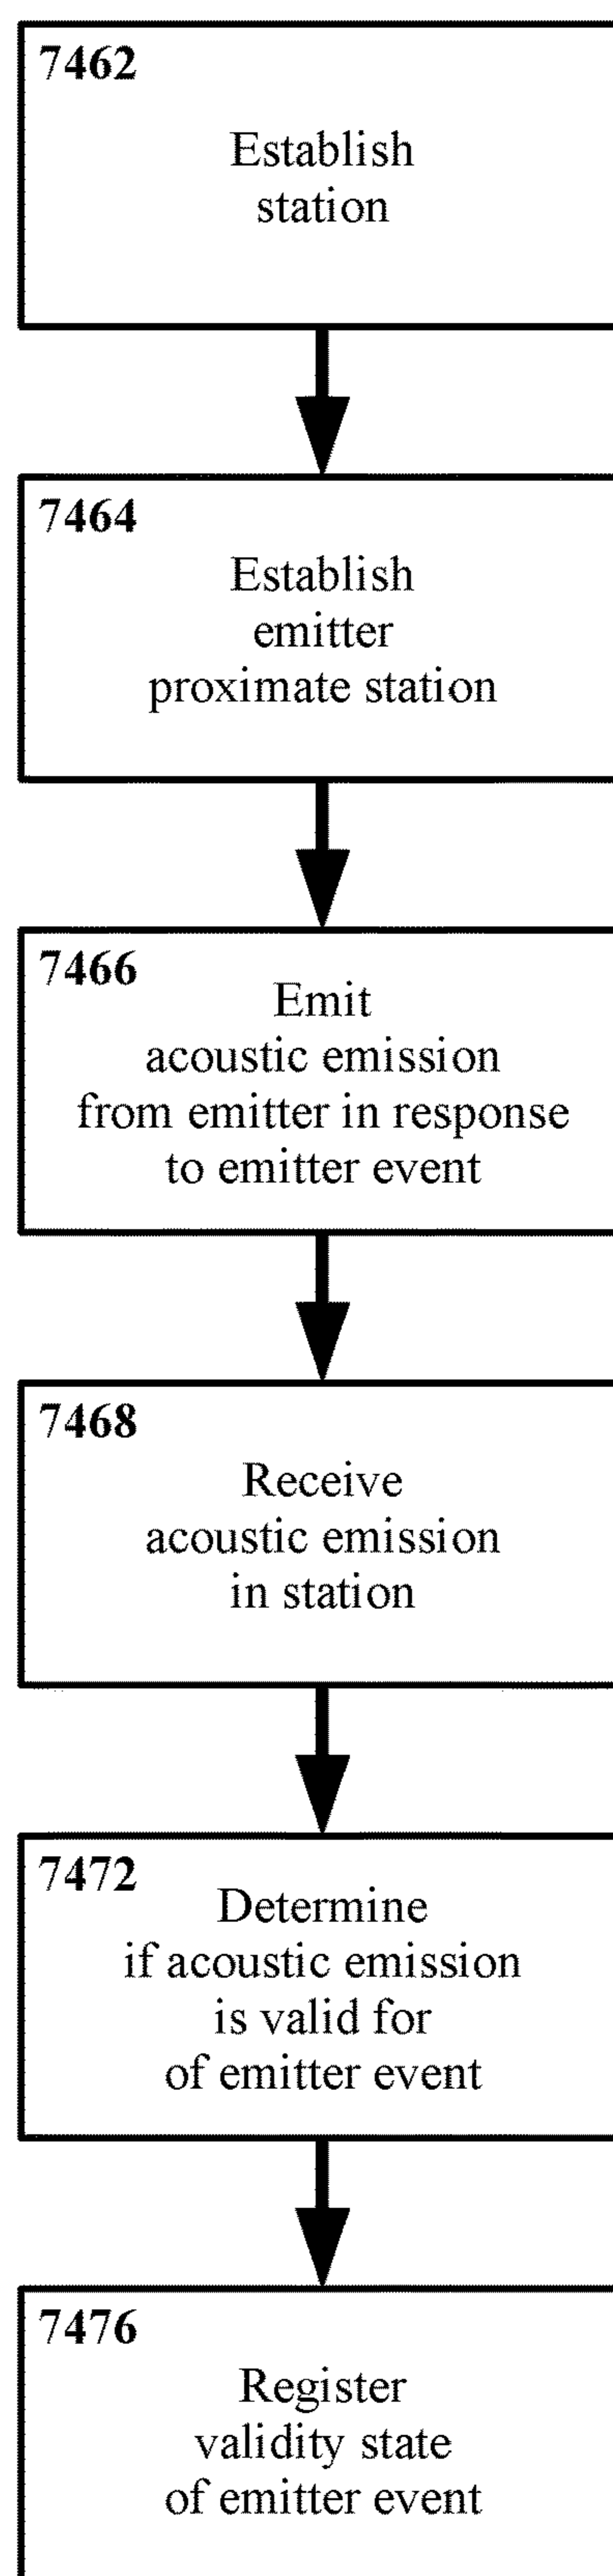 7462
Establish
station
7464
Establish
emitter
proximate station
7466
Emit
acoustic emission
from emitter in response
to emitter event
7468
Receive
acoustic emission
in station
7472
Determine
if acoustic emission
is valid for
of emitter event
7476
Register
validity state
of emitter event